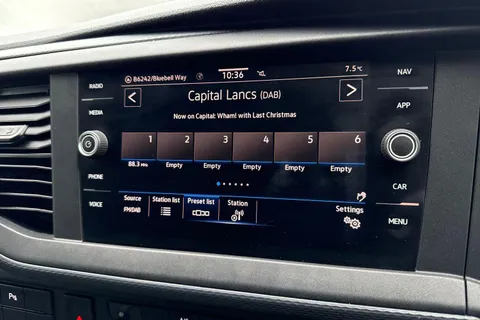 RADIO
MEDIA
PHONE
VOICE
B6242/Bluebell Way
10:36
7.5°C
NAV
APP
CAR
MENU
Capital Lancs (DAB)
Now on Capital: Wham! with Last Christmas
1 2 3 4 5 6
88.3 MHz Empty Empty Empty Empty Empty
Source Station list Preset list Station Settings
FM/DAB